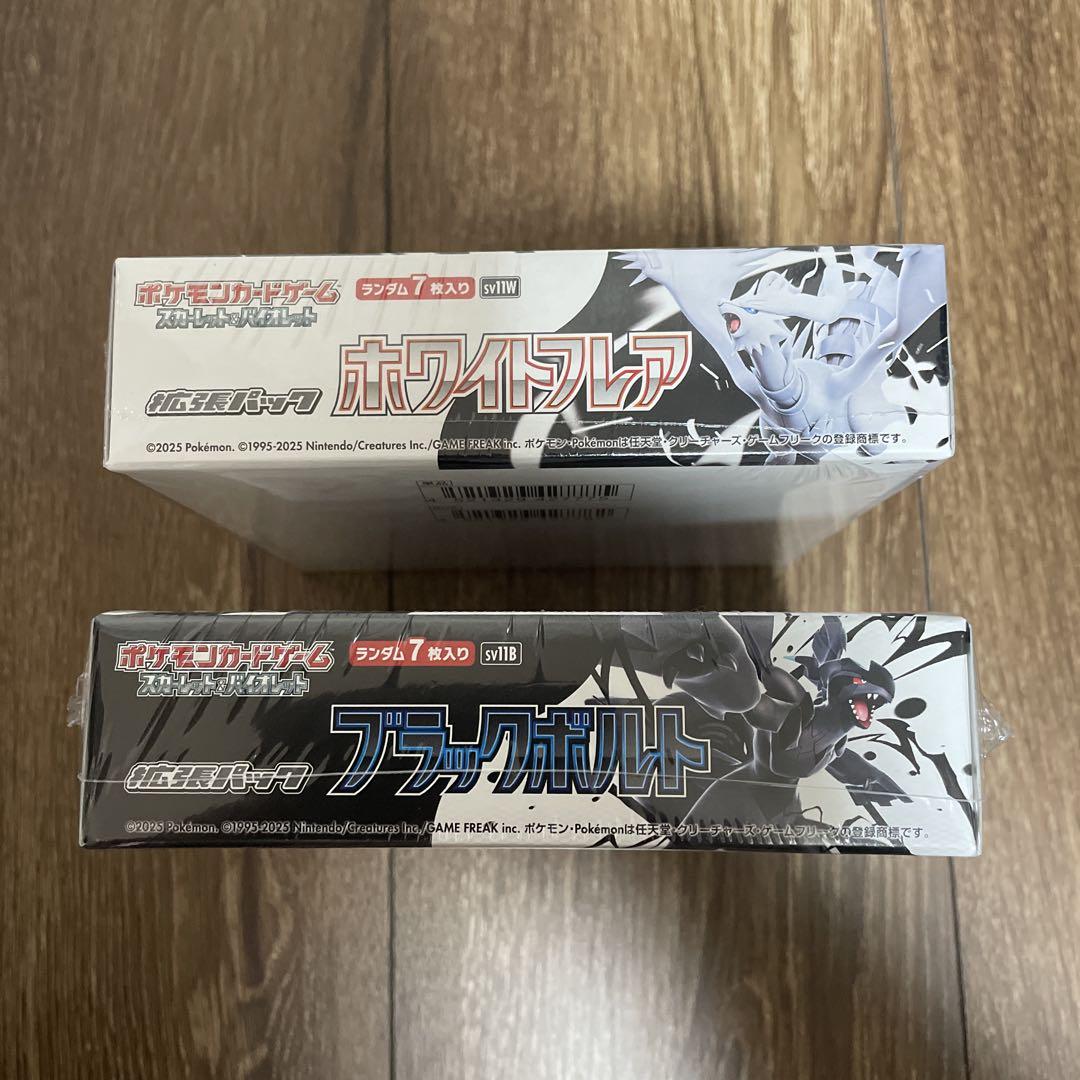 ポケモンカードゲーム
スカーレット&バイオレット
ランダム7枚入り
SV11W
ホワイトフレア
拡張パック
©2025 Pokémon. ©1995-2025 Nintendo/Creatures Inc./GAME FREAK inc. ポケモン・Pokémonは任天堂・クリーチャーズ・ゲームフリークの登録商標です。
ポケモンカードゲーム
スカーレット&バイオレット
ランダム7枚入り
SV11B
ブラックボルト
拡張パック
©2025 Pokémon. ©1995-2025 Nintendo/Creatures Inc./GAME FREAK inc. ポケモン・Pokémonは任天堂・クリーチャーズ・ゲームフリークの登録商標です。